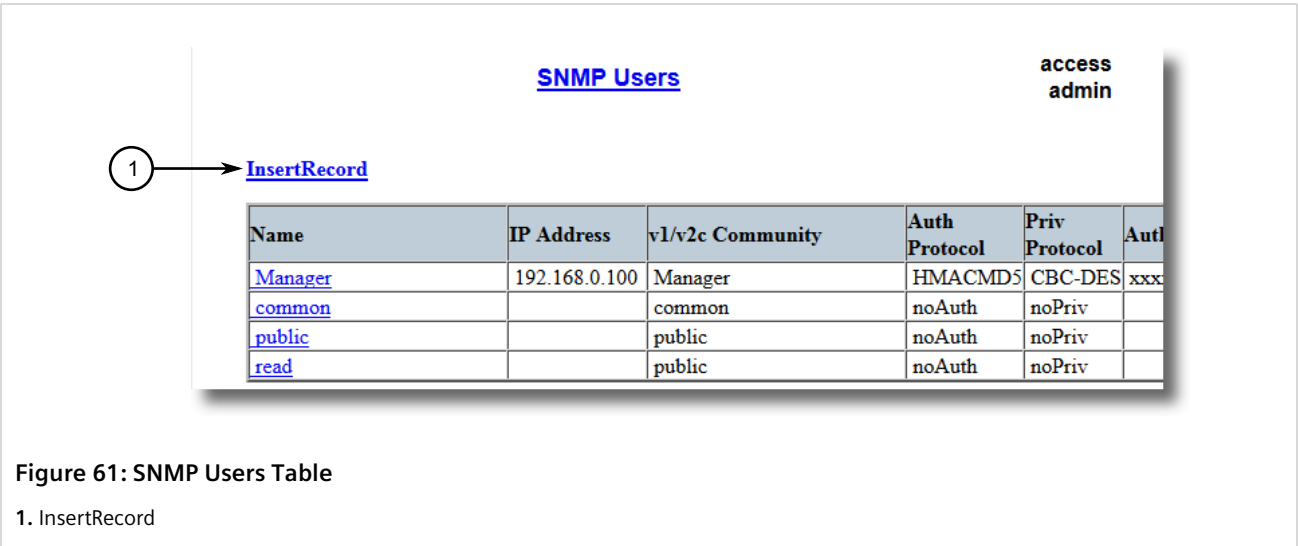 SNMP Users
access
admin
1
InsertRecord
Name IP Address v1/v2c Community Auth Protocol Priv Protocol
Manager 192.168.0.100 Manager HMACMD5 CBC-DES
common common noAuth noPriv
public public noAuth noPriv
read public noAuth noPriv
Figure 61: SNMP Users Table
1. InsertRecord